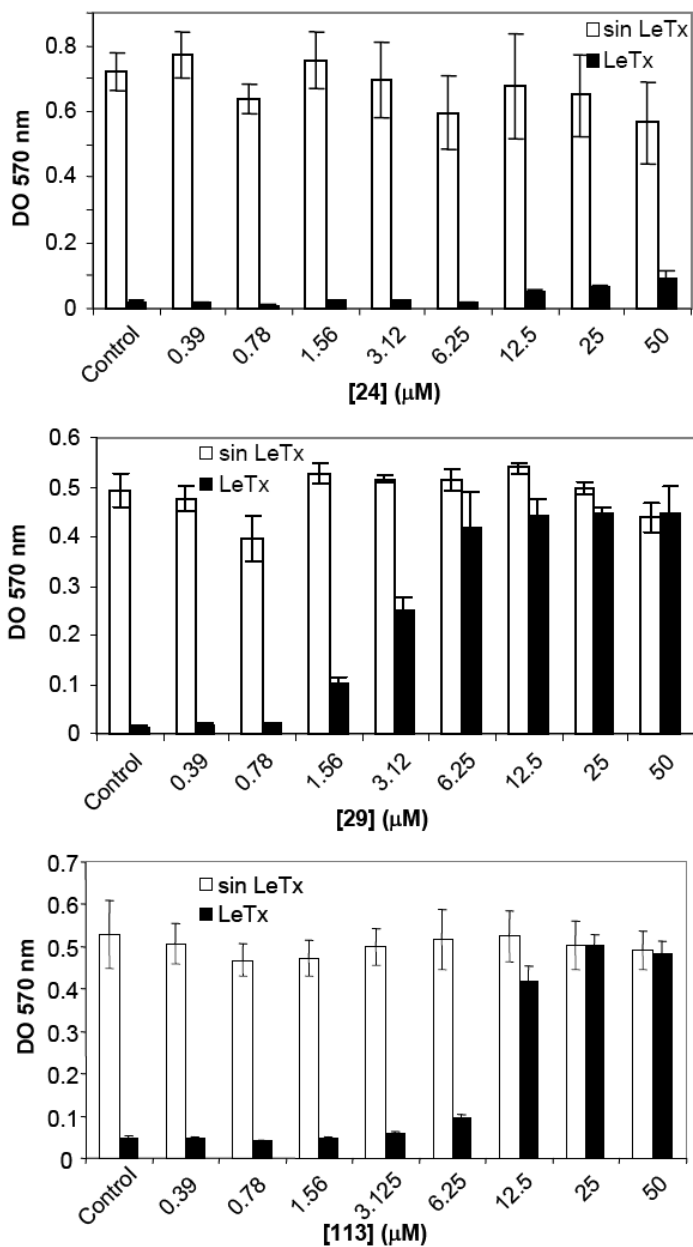 sin LeTx
LeTx
0.8
0.6
0.4
0.2
0
DO 570 nm
Control 0.39 0.78 1.56 3.12 6.25 12.5 25 50
[24] (µM)
0.6
0.5
0.4
0.3
0.2
0.1
0
sin LeTx
LeTx
DO 570 nm
Control 0.39 0.78 1.56 3.12 6.25 12.5 25 50
[29] (µM)
0.7
0.6
0.5
0.4
0.3
0.2
0.1
0
sin LeTx
LeTx
DO 570 nm
Control 0.39 0.78 1.56 3.125 6.25 12.5 25 50
[113] (µM)